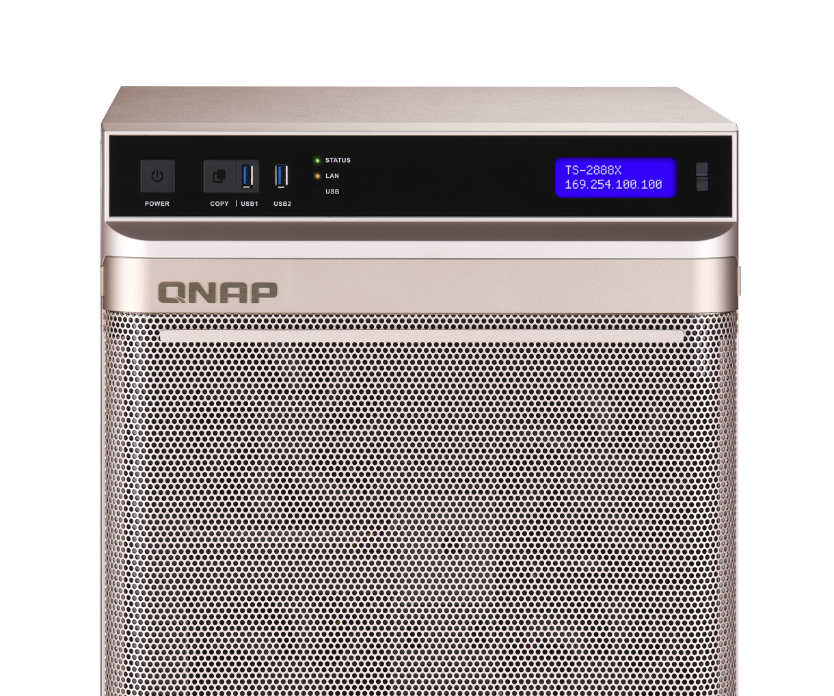 STATUS
LAN
USB
POWER
COPY | USB1
USB2
TS-2888X
169.254.100.100
QNAP